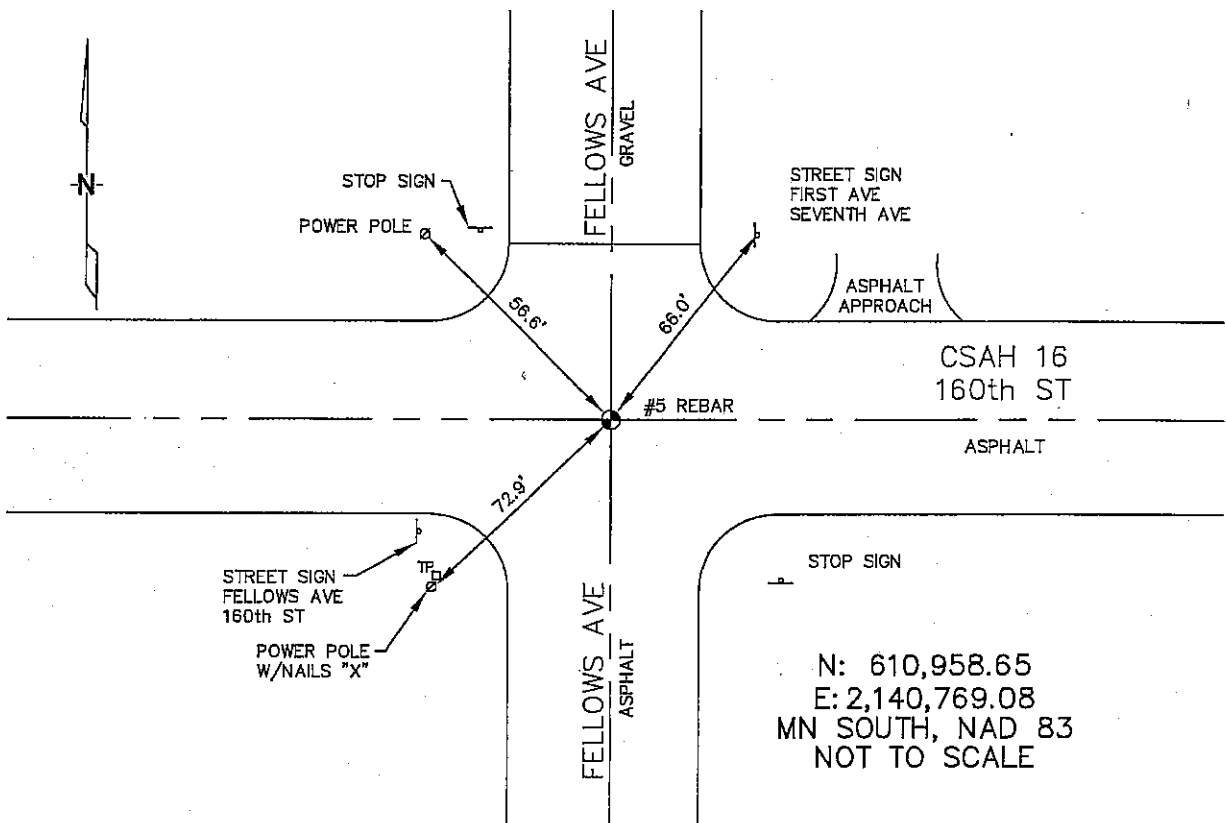 FELLOWS AVE
GRAVEL
N
STOP SIGN
POWER POLE
STREET SIGN
FIRST AVE
SEVENTH AVE
56.6'
66.0'
ASPHALT
APPROACH
CSAH 16
160th ST
#5 REBAR
ASPHALT
72.9'
STREET SIGN
FELLOWS AVE
160th ST
TP
POWER POLE
W/NAILS "X"
FELLOWS AVE
ASPHALT
STOP SIGN
N: 610,958.65
E: 2,140,769.08
MN SOUTH, NAD 83
NOT TO SCALE